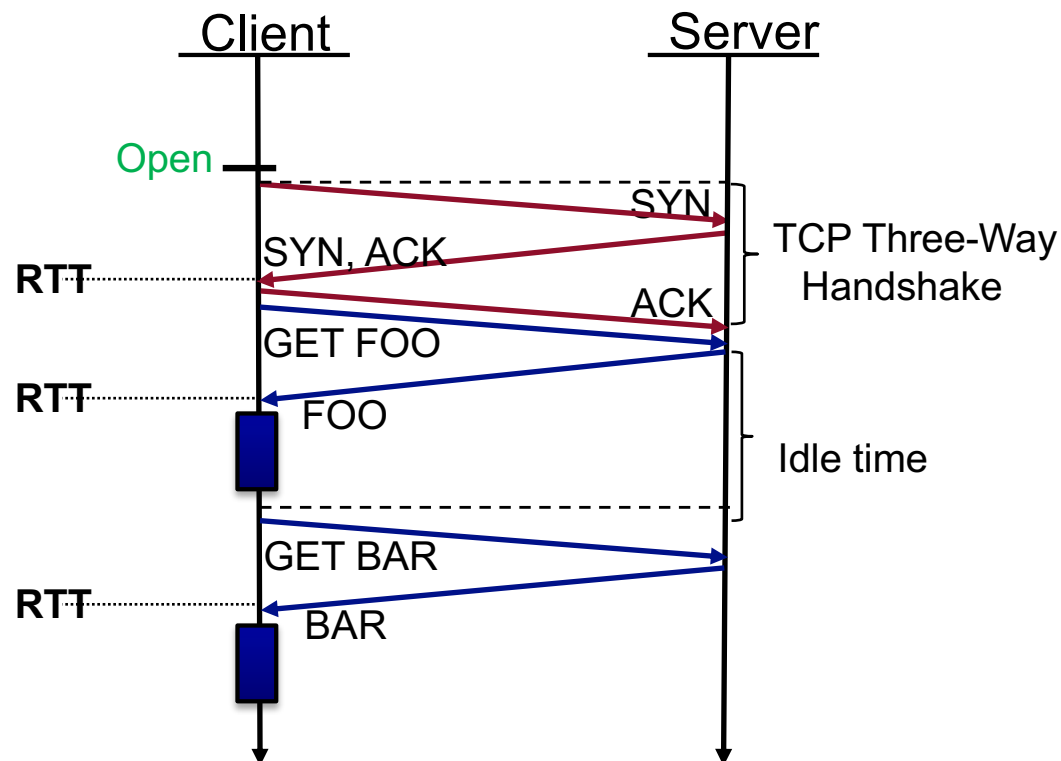 Client
Server
Open
SYN
SYN, ACK
TCP Three-Way
Handshake
RTT
ACK
GET FOO
RTT
FOO
Idle time
GET BAR
RTT
BAR